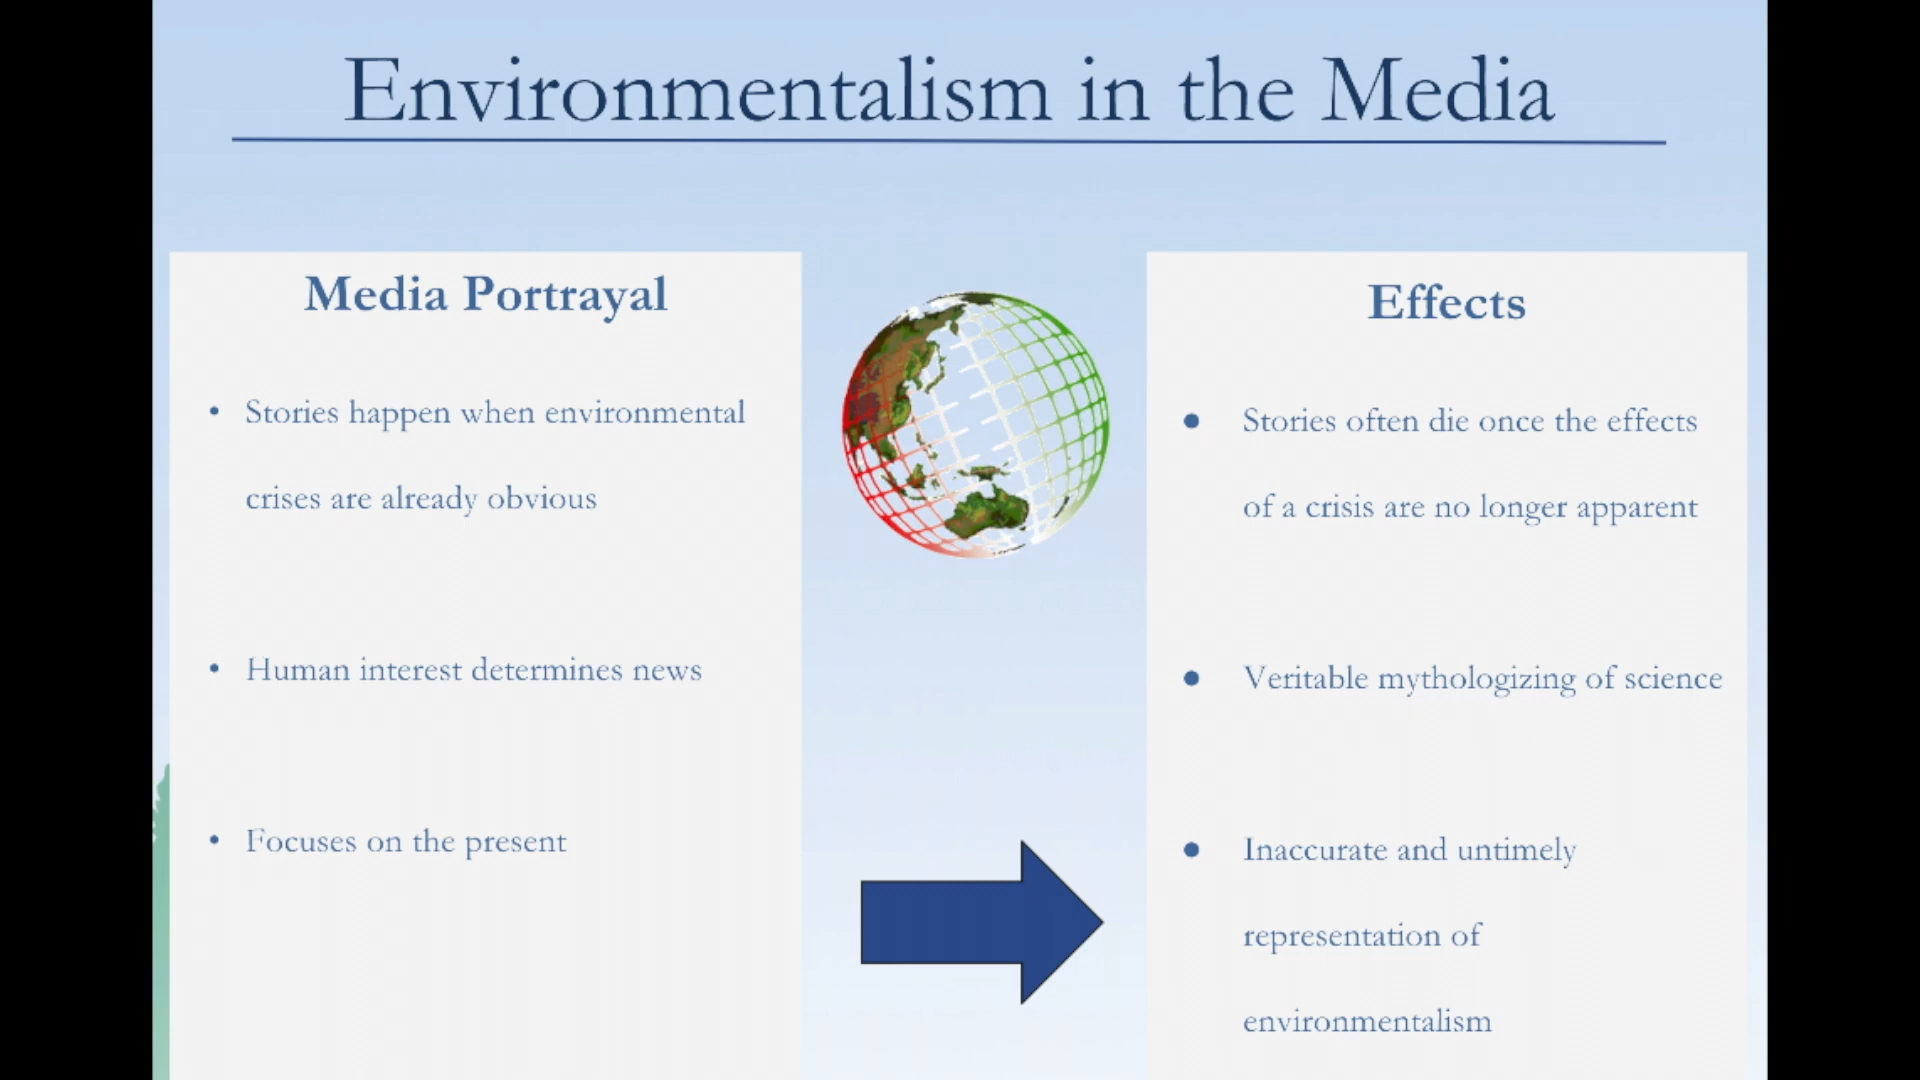 Environmentalism in the Media
Media Portrayal
• Stories happen when environmental
crises are already obvious
• Human interest determines news
• Focuses on the present
Effects
● Stories often die once the effects
of a crisis are no longer apparent
● Veritable mythologizing of science
● Inaccurate and untimely
representation of
environmentalism